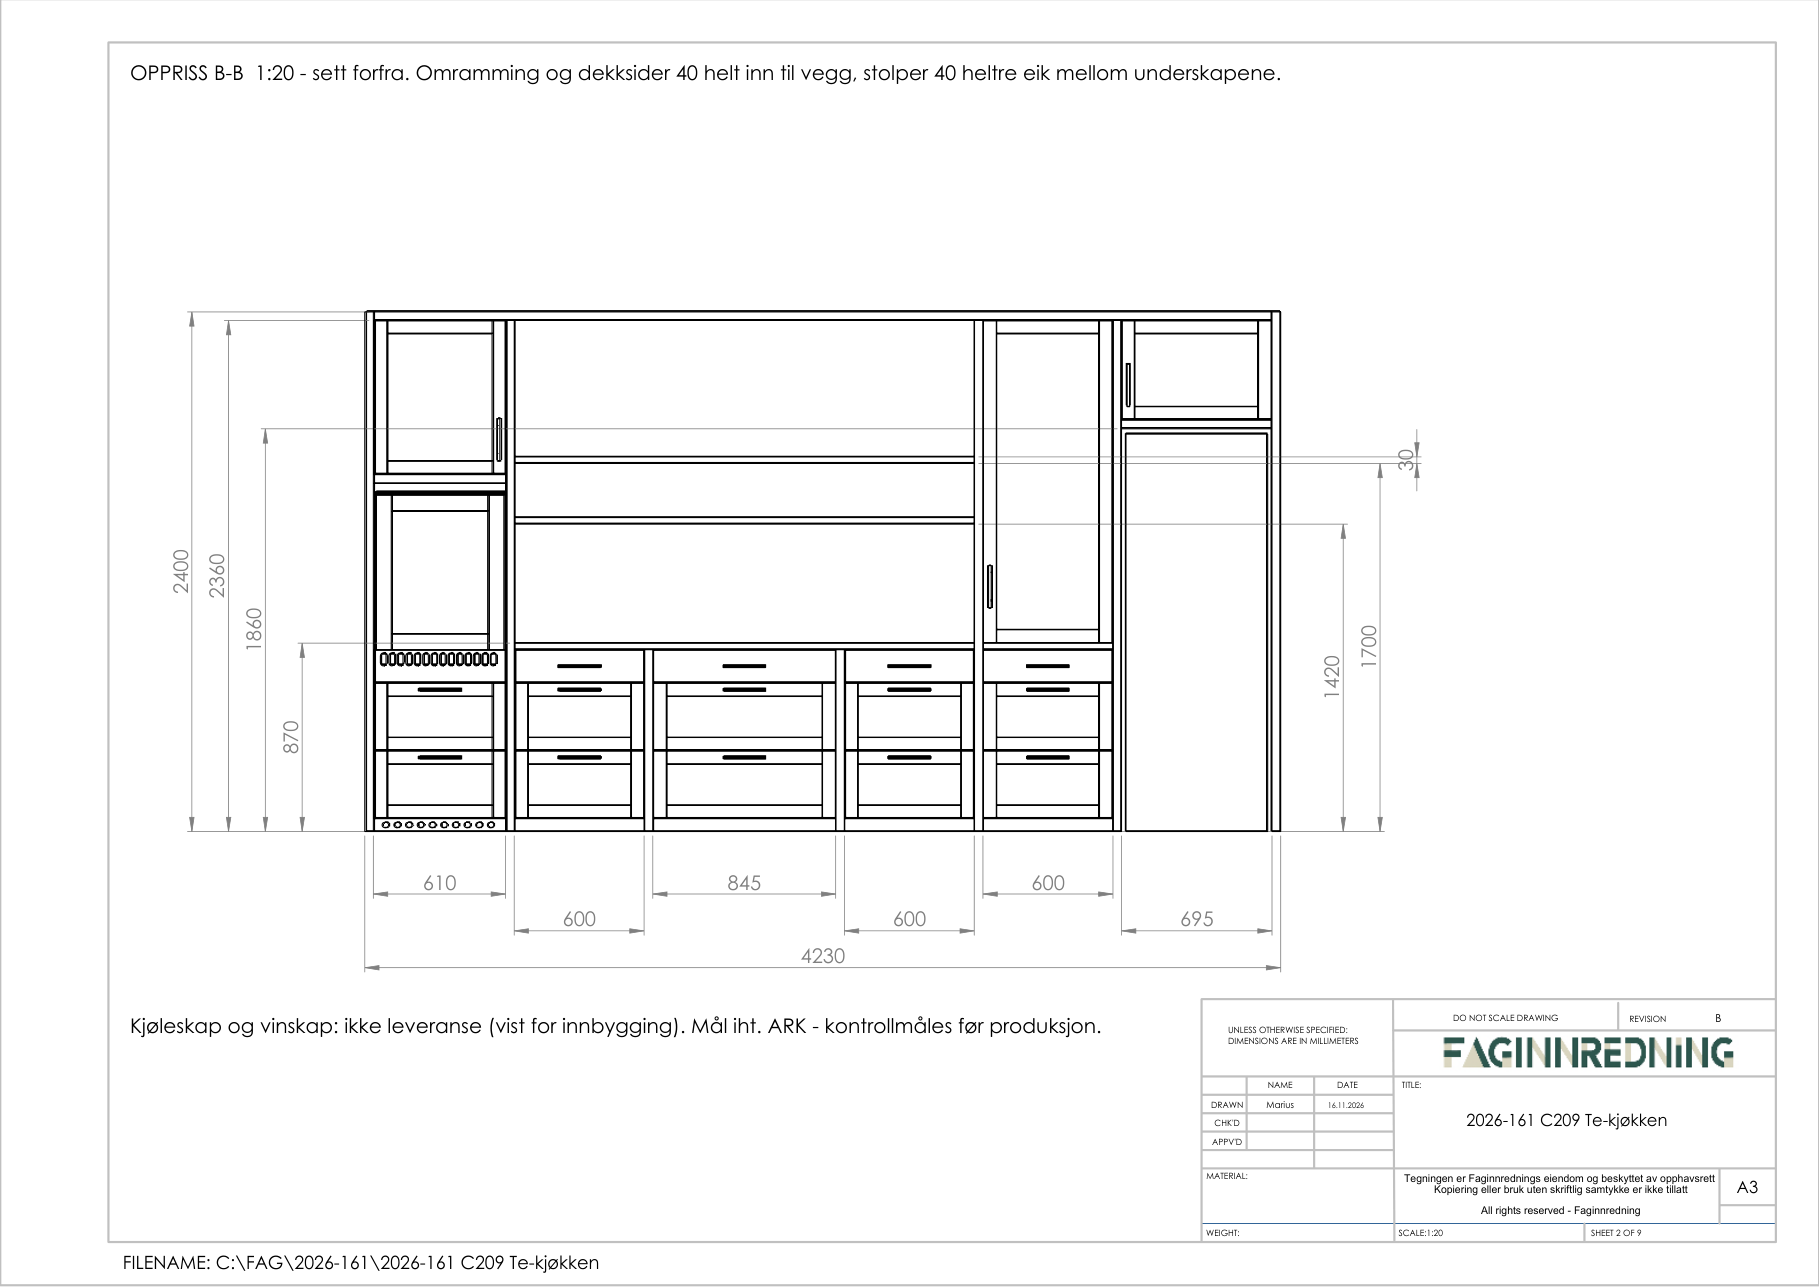 OPPRISS B-B  1:20 - sett forfra. Omramming og dekksider 40 helt inn til vegg, stolper 40 heltre eik mellom underskapene.
2400
2360
1860
870
30
1700
1420
610
845
600
600
600
695
4230
Kjøleskap og vinskap: ikke leveranse (vist for innbygging). Mål iht. ARK - kontrollmåles før produksjon.
UNLESS OTHERWISE SPECIFIED:
DIMENSIONS ARE IN MILLIMETERS
DO NOT SCALE DRAWING
REVISION B
FAGINNREDNiNG
NAME DATE
DRAWN Marius 16.11.2026
CHK'D
APPV'D
TITLE:
2026-161 C209 Te-kjøkken
MATERIAL:
Tegningen er Faginnrednings eiendom og beskyttet av opphavsrett
Kopiering eller bruk uten skriftlig samtykke er ikke tillatt
All rights reserved - Faginnredning
A3
WEIGHT:
SCALE:1:20
SHEET 2 OF 9
FILENAME: C:\FAG\2026-161\2026-161 C209 Te-kjøkken